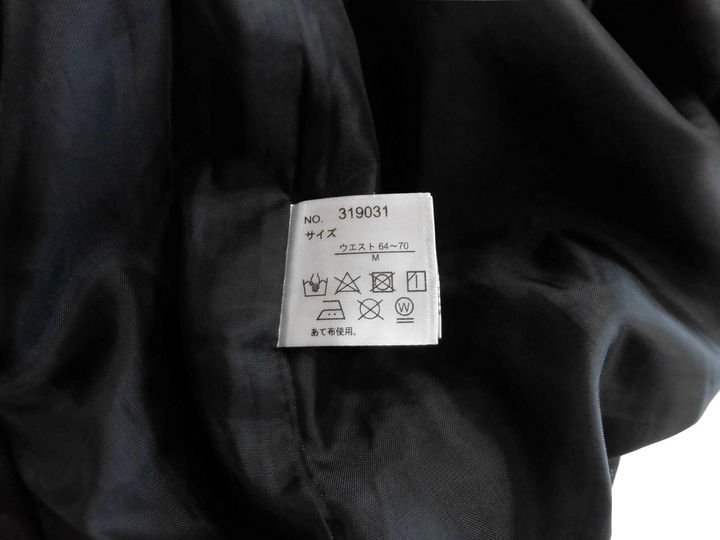 NO. 319031
サイズ
ウエスト 64～70
M
W
あて布使用。